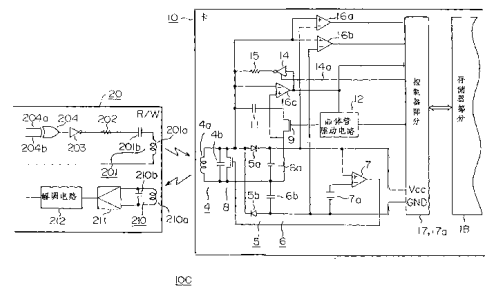 10
卡
16a
16b
15
14
14a
16c
12
晶体管
驱动电路
11
9
控制器部分
存储器部分
20
R/W
204a
204
202
204b
203
201b
201a
201
4a
4b
5a
6a
5b
6b
7
7a
4
8
5
6
Vcc
GND
17,17a
18
解调电路
210b
212
211
210
210a
10C